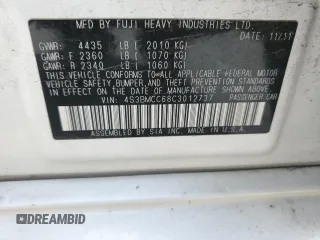 MFD BY FUJI HEAVY INDUSTRIES LTD.
DATE 11/11
GVWR: 4435 LB ( 2010 KG)
GAWR: F 2360 LB ( 1070 KG)
GAWR: R 2340 LB ( 1060 KG)
THIS VEHICLE CONFORMS TO ALL APPLICABLE U.S. FEDERAL MOTOR
VEHICLE SAFETY, BUMPER, AND THEFT PREVENTION STANDARDS
IN EFFECT ON THE DATE OF MANUFACTURE SHOWN ABOVE.
VIN: 4S3BMCC68C3012737 PASSENGER CAR
ASSEMBLED BY SIA INC. MADE IN U.S.A.
DREAMBID